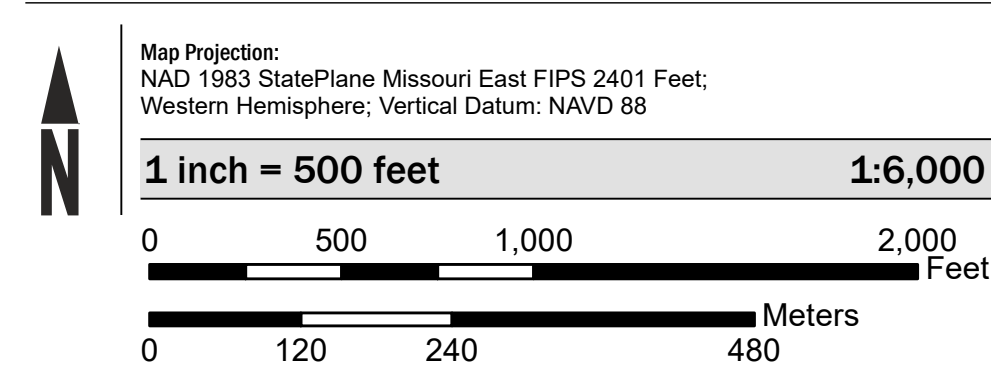 Map Projection:
NAD 1983 StatePlane Missouri East FIPS 2401 Feet;
Western Hemisphere; Vertical Datum: NAVD 88
N
1 inch = 500 feet 1:6,000
0 500 1,000 2,000
Feet
Meters
0 120 240 480